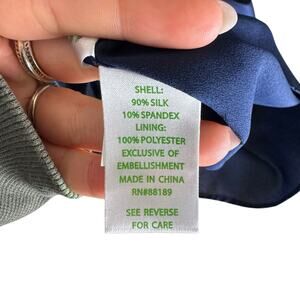 SHELL:
90% SILK
10% SPANDEX
LINING:
100% POLYESTER
EXCLUSIVE OF
EMBELLISHMENT
MADE IN CHINA
RN#88189
SEE REVERSE
FOR CARE